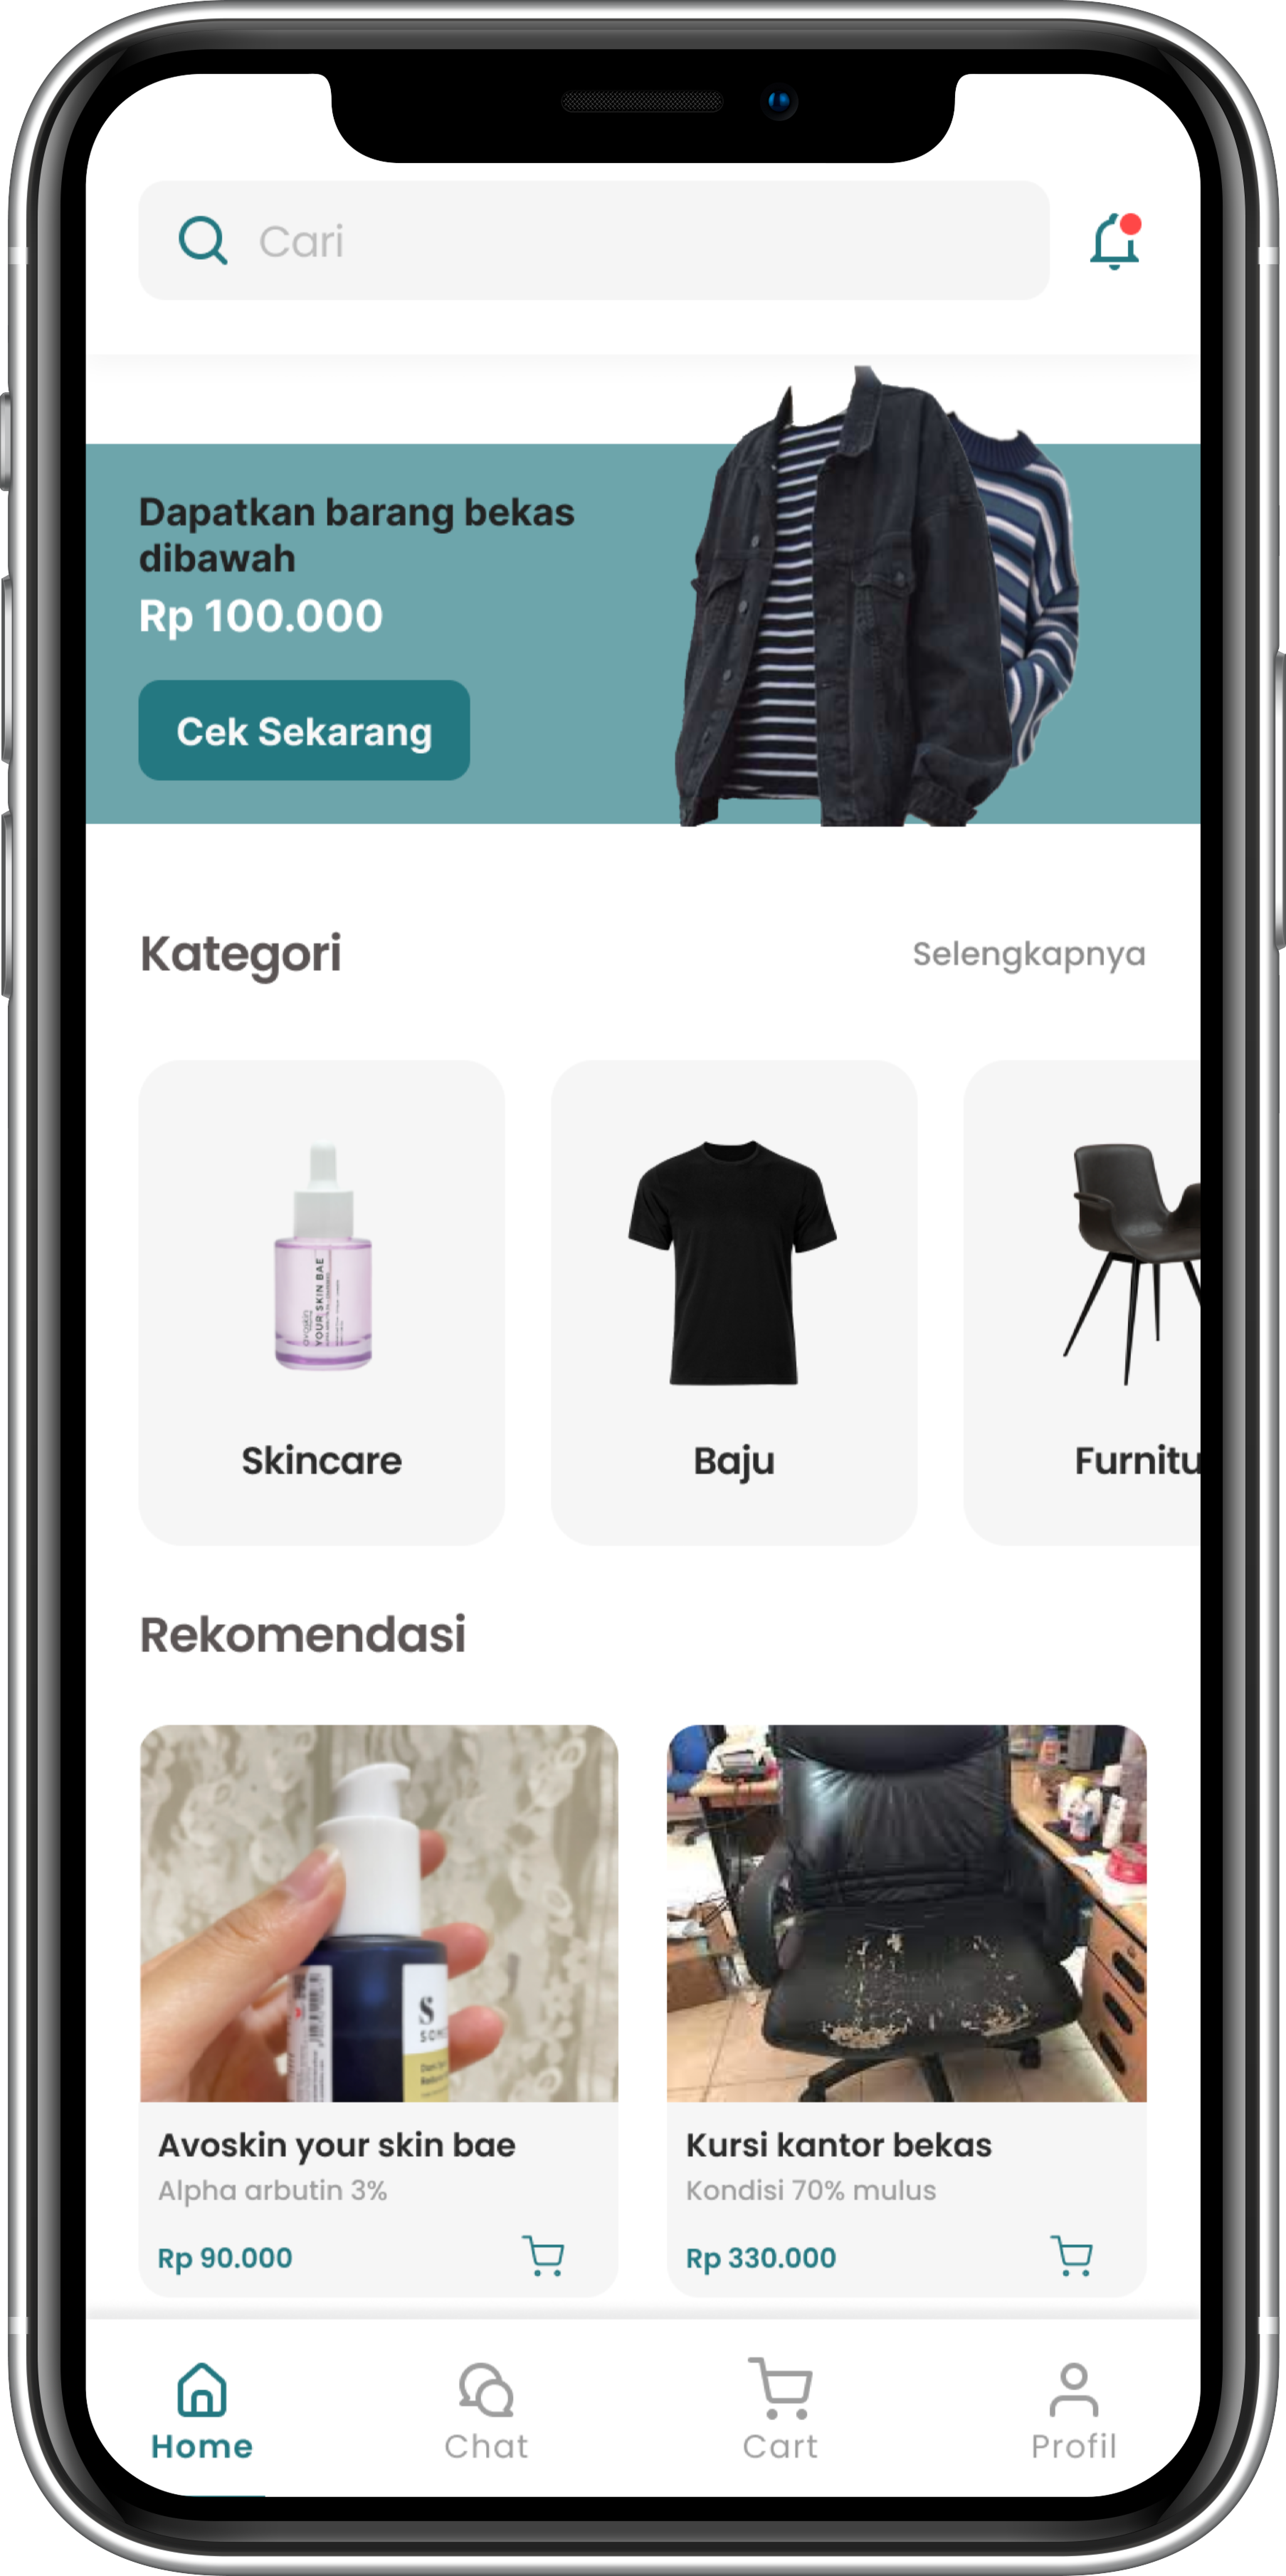 Cari
Dapatkan barang bekas
dibawah
Rp 100.000
Cek Sekarang
Kategori
Selengkapnya
avoskin
YOUR SKIN BAE
Skincare
Baju
Furnitu
Rekomendasi
S
SOME
Avoskin your skin bae
Alpha arbutin 3%
Rp 90.000
Kursi kantor bekas
Kondisi 70% mulus
Rp 330.000
Home
Chat
Cart
Profil